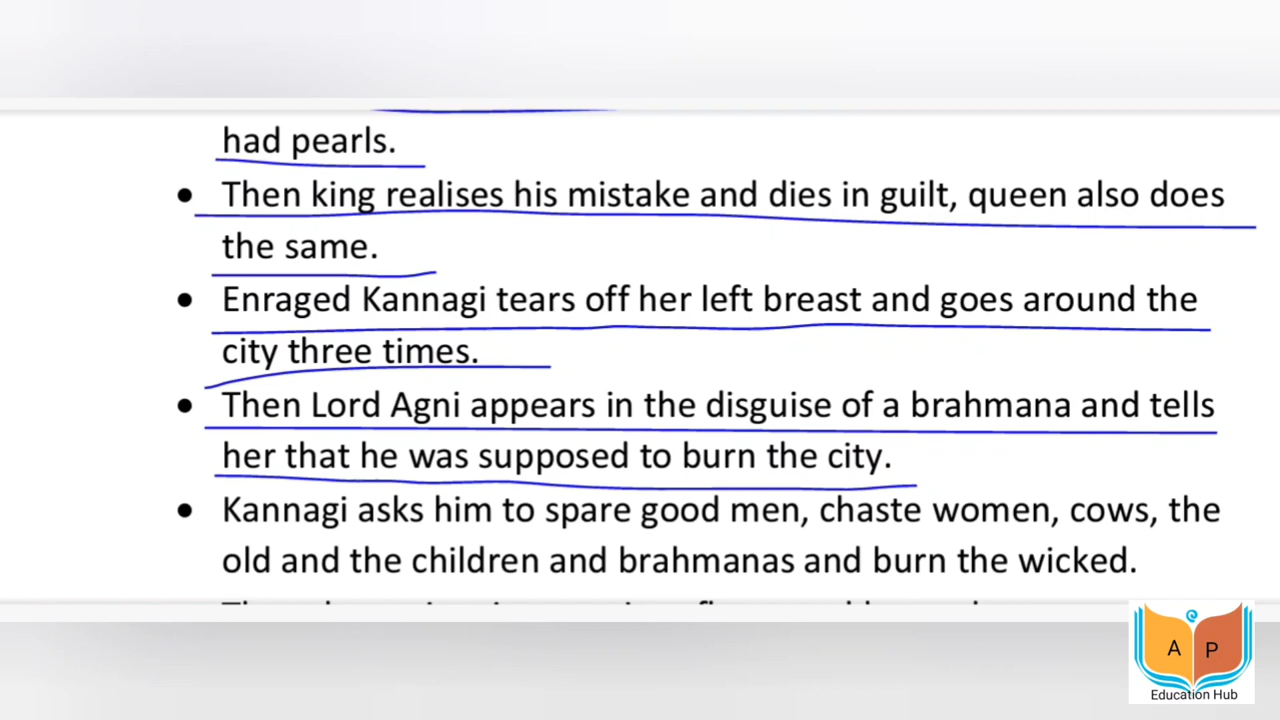 had pearls.
• Then king realises his mistake and dies in guilt, queen also does
the same.
• Enraged Kannagi tears off her left breast and goes around the
city three times.
• Then Lord Agni appears in the disguise of a brahmana and tells
her that he was supposed to burn the city.
• Kannagi asks him to spare good men, chaste women, cows, the
old and the children and brahmanas and burn the wicked.
A P
Education Hub